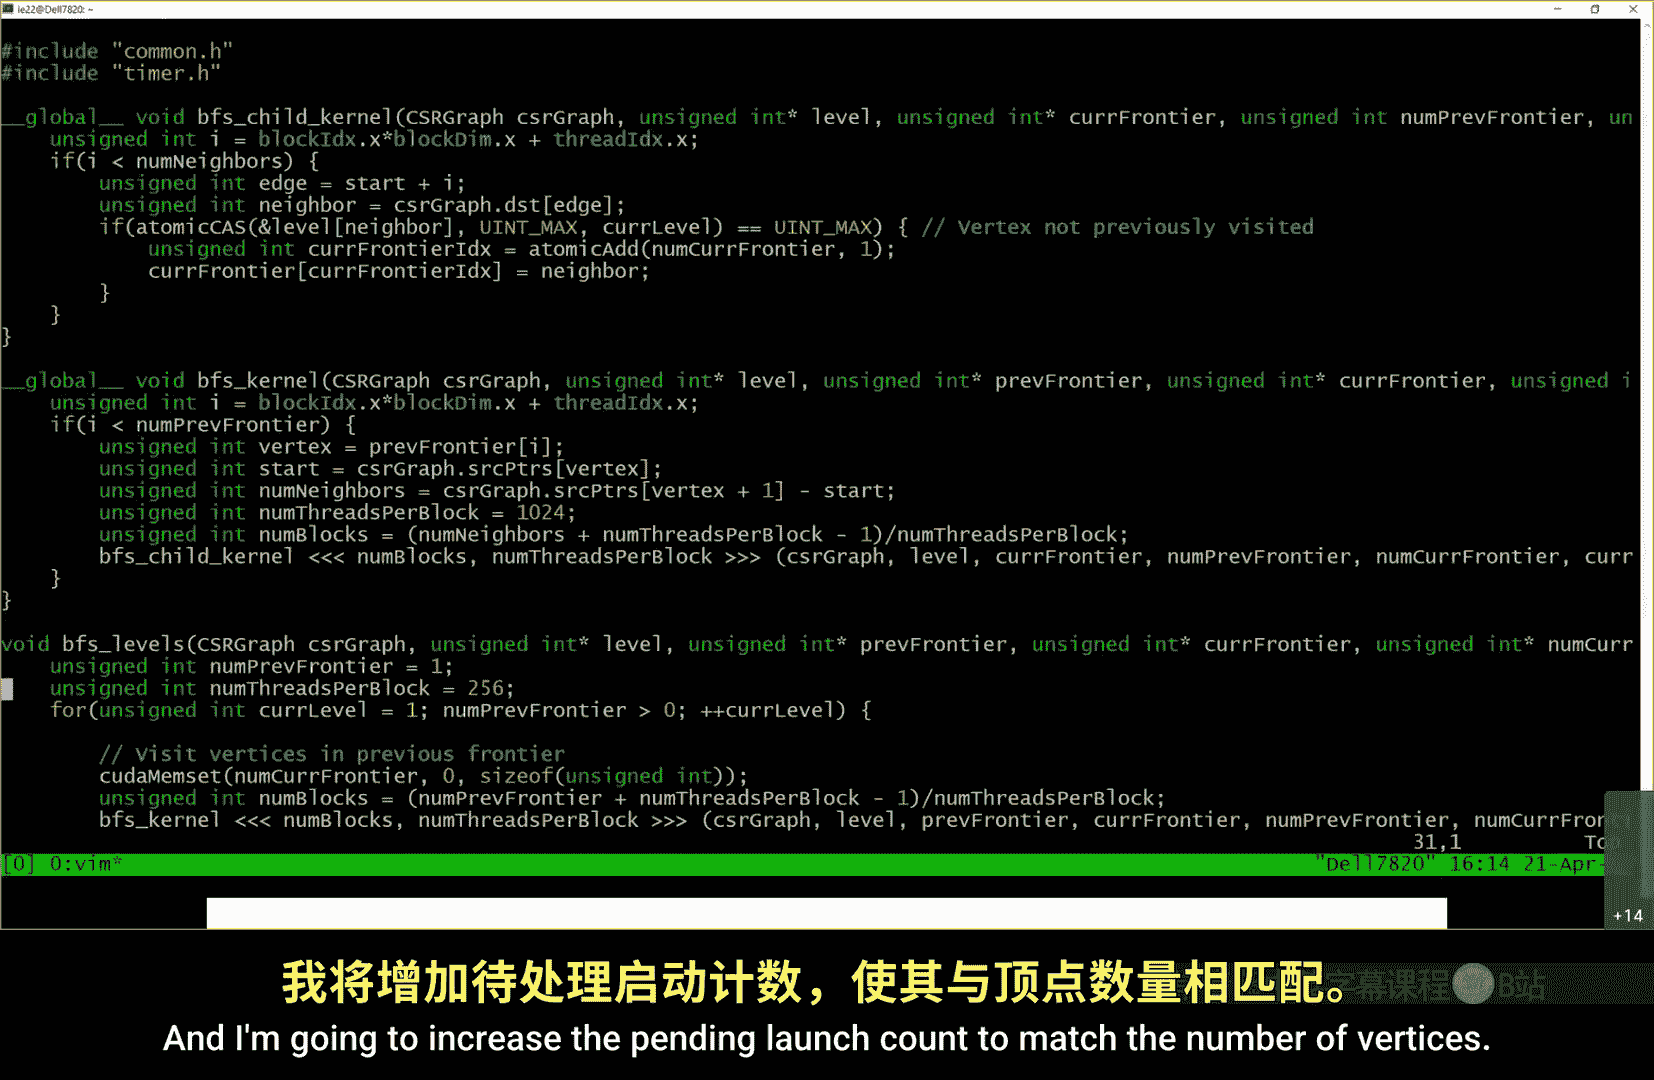 ie22@Dell7820: ~
#include "common.h"
#include "timer.h"
__global__ void bfs_child_kernel(CSRGraph csrGraph, unsigned int* level, unsigned int* currFrontier, unsigned int numPrevFrontier, un
unsigned int i = blockIdx.x*blockDim.x + threadIdx.x;
if(i < numNeighbors) {
unsigned int edge = start + i;
unsigned int neighbor = csrGraph.dst[edge];
if(atomicCAS(&level[neighbor], UINT_MAX, currLevel) == UINT_MAX) { // Vertex not previously visited
unsigned int currFrontierIdx = atomicAdd(numCurrFrontier, 1);
currFrontier[currFrontierIdx] = neighbor;
}
}
}
__global__ void bfs_kernel(CSRGraph csrGraph, unsigned int* level, unsigned int* prevFrontier, unsigned int* currFrontier, unsigned i
unsigned int i = blockIdx.x*blockDim.x + threadIdx.x;
if(i < numPrevFrontier) {
unsigned int vertex = prevFrontier[i];
unsigned int start = csrGraph.srcPtrs[vertex];
unsigned int numNeighbors = csrGraph.srcPtrs[vertex + 1] - start;
unsigned int numThreadsPerBlock = 1024;
unsigned int numBlocks = (numNeighbors + numThreadsPerBlock - 1)/numThreadsPerBlock;
bfs_child_kernel <<< numBlocks, numThreadsPerBlock >>> (csrGraph, level, currFrontier, numPrevFrontier, numCurrFrontier, curr
}
}
void bfs_levels(CSRGraph csrGraph, unsigned int* level, unsigned int* prevFrontier, unsigned int* currFrontier, unsigned int* numCurr
unsigned int numPrevFrontier = 1;
unsigned int numThreadsPerBlock = 256;
for(unsigned int currLevel = 1; numPrevFrontier > 0; ++currLevel) {
// Visit vertices in previous frontier
cudaMemset(numCurrFrontier, 0, sizeof(unsigned int));
unsigned int numBlocks = (numPrevFrontier + numThreadsPerBlock - 1)/numThreadsPerBlock;
bfs_kernel <<< numBlocks, numThreadsPerBlock >>> (csrGraph, level, prevFrontier, currFrontier, numPrevFrontier, numCurrFron
31,1 To
[0] 0:vim* "Dell7820" 16:14 21-Apr-
+14
我将增加待处理启动计数，使其与顶点数量相匹配。
字幕课程 B站
And I'm going to increase the pending launch count to match the number of vertices.